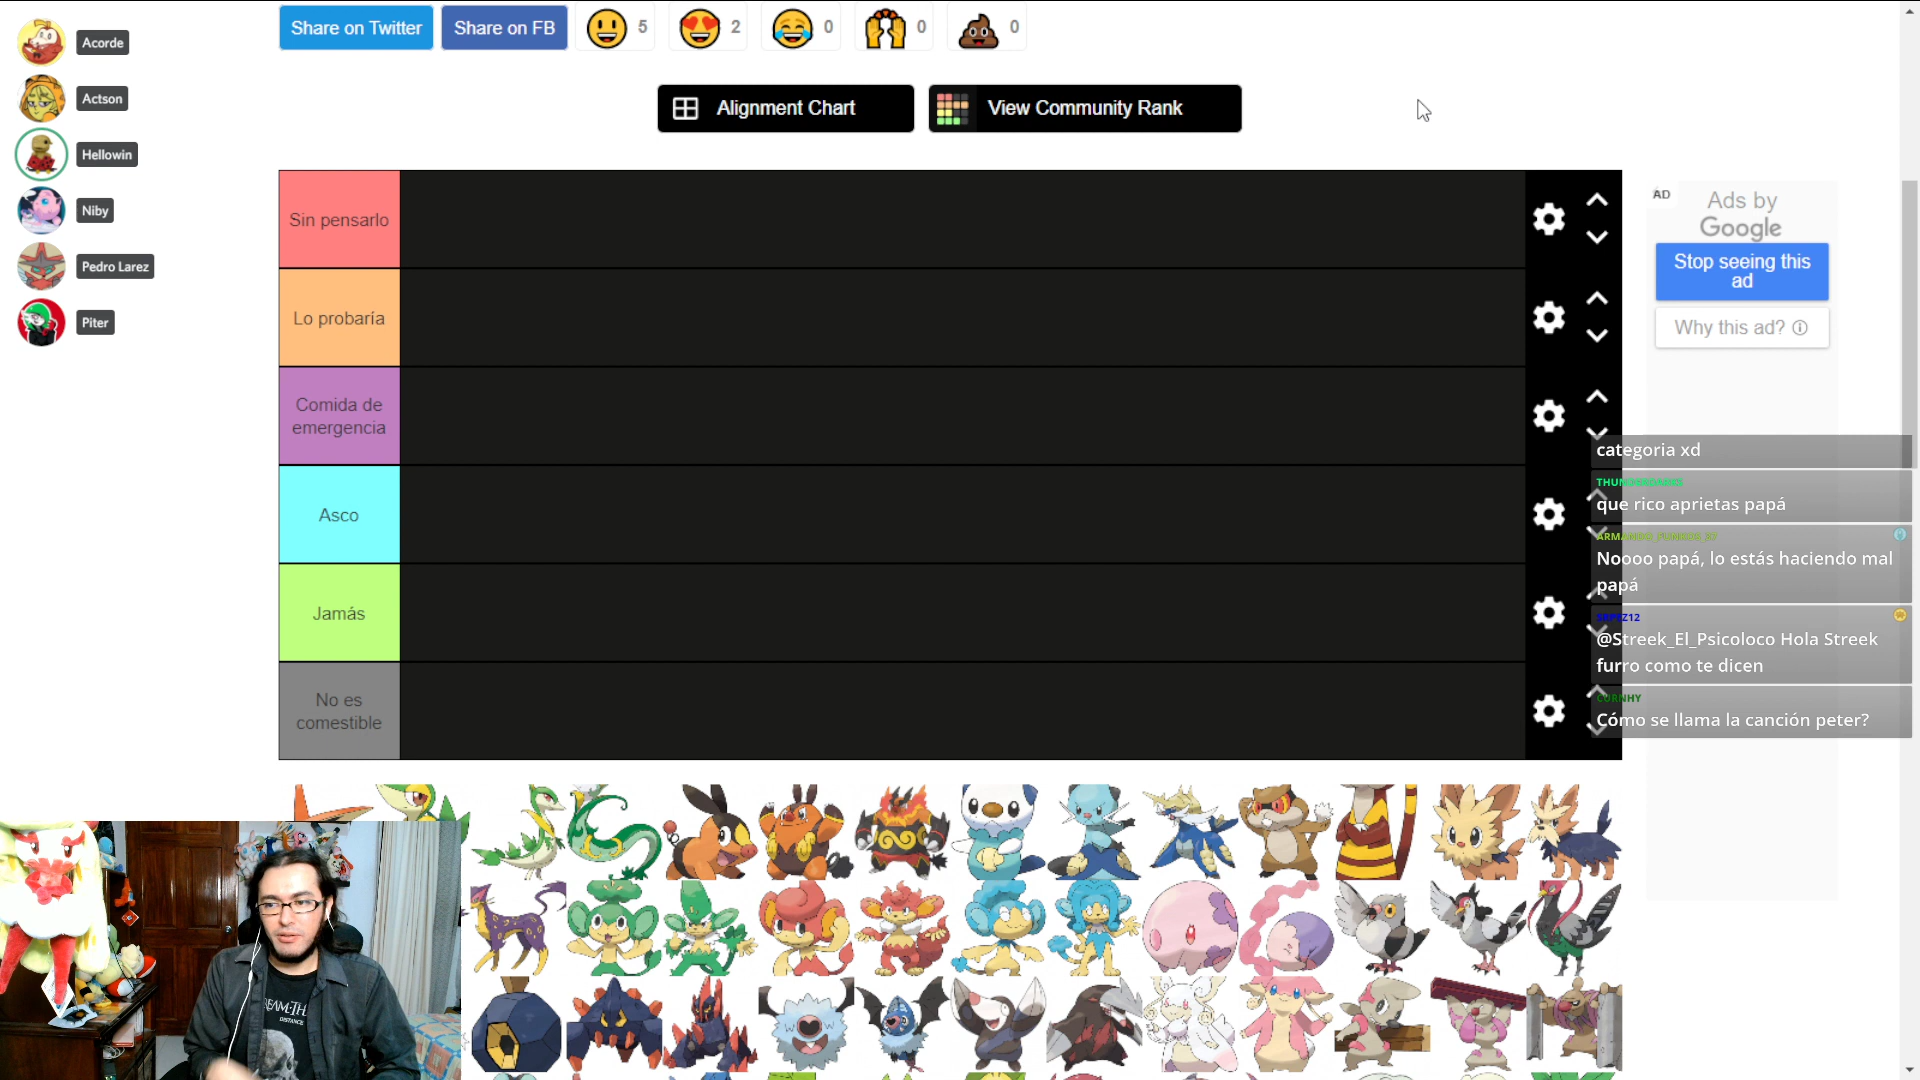 Share on Twitter
Share on FB
5
2
0
0
0
Acorde
Actson
Hellowin
Niby
Pedro Larez
Piter
Alignment Chart
View Community Rank
Sin pensarlo
Lo probaría
Comida de
emergencia
Asco
Jamás
No es
comestible
AD
Ads by
Google
Stop seeing this
ad
Why this ad?
categoria xd
que rico aprietas papá
Noooo papá, lo estás haciendo mal
papá
@Streek_El_Psicoloco Hola Streek
furro como te dicen
CURNHY
Cómo se llama la canción peter?
DISTANCE